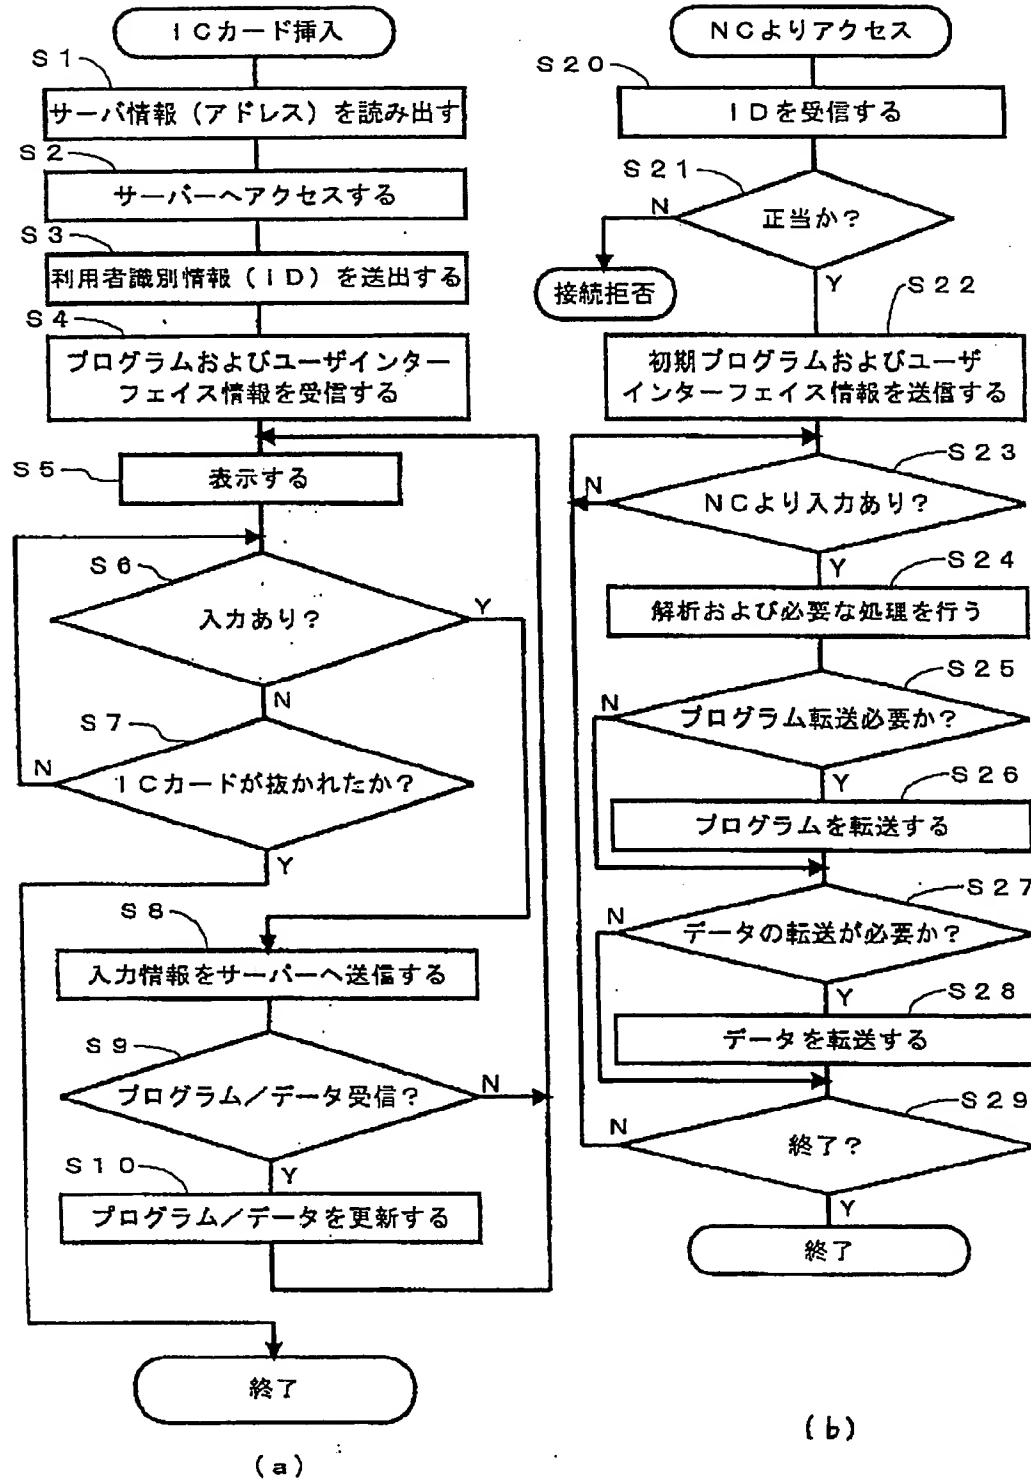 ICカード挿入
S1
サーバ情報(アドレス)を読み出す
S2
サーバーへアクセスする
S3
利用者識別情報(ID)を送出する
S4
プログラムおよびユーザインター
フェイス情報を受信する
S5
表示する
S6
入力あり?
Y
N
S7
ICカードが抜かれたか?
N
Y
S8
入力情報をサーバーへ送信する
S9
プログラム/データ受信?
N
Y
S10
プログラム/データを更新する
終了
(a)
NCよりアクセス
S20
IDを受信する
S21
正当か?
N
接続拒否
Y
S22
初期プログラムおよびユーザ
インターフェイス情報を送信する
S23
NCより入力あり?
N
Y
S24
解析および必要な処理を行う
S25
プログラム転送必要か?
N
Y
S26
プログラムを転送する
S27
データの転送が必要か?
N
Y
S28
データを転送する
S29
終了?
N
Y
終了
(b)